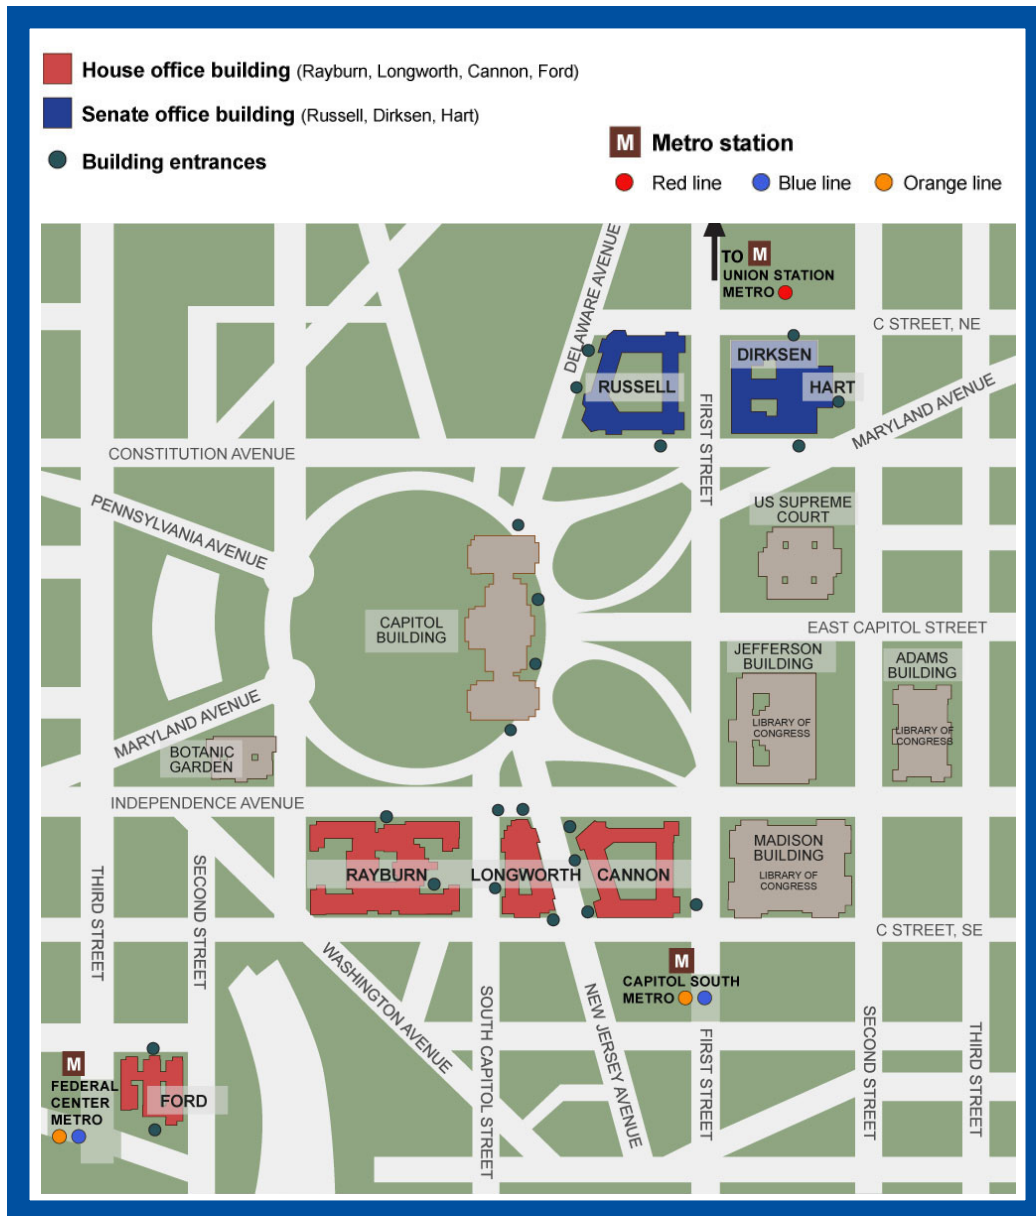 House office building (Rayburn, Longworth, Cannon, Ford)
Senate office building (Russell, Dirksen, Hart)
Building entrances
M Metro station
Red line
Blue line
Orange line
TO M
UNION STATION
METRO
DELAWARE AVENUE
C STREET, NE
DIRKSEN
RUSSELL
HART
FIRST STREET
MARYLAND AVENUE
CONSTITUTION AVENUE
PENNSYLVANIA AVENUE
US SUPREME
COURT
CAPITOL
BUILDING
EAST CAPITOL STREET
JEFFERSON
BUILDING
LIBRARY OF
CONGRESS
ADAMS
BUILDING
LIBRARY OF
CONGRESS
MARYLAND AVENUE
BOTANIC
GARDEN
INDEPENDENCE AVENUE
RAYBURN
LONGWORTH
CANNON
MADISON
BUILDING
LIBRARY OF
CONGRESS
THIRD STREET
SECOND STREET
C STREET, SE
WASHINGTON AVENUE
SOUTH CAPITOL STREET
NEW JERSEY AVENUE
M
CAPITOL SOUTH
METRO
FIRST STREET
SECOND STREET
THIRD STREET
M
FEDERAL
CENTER
METRO
FORD